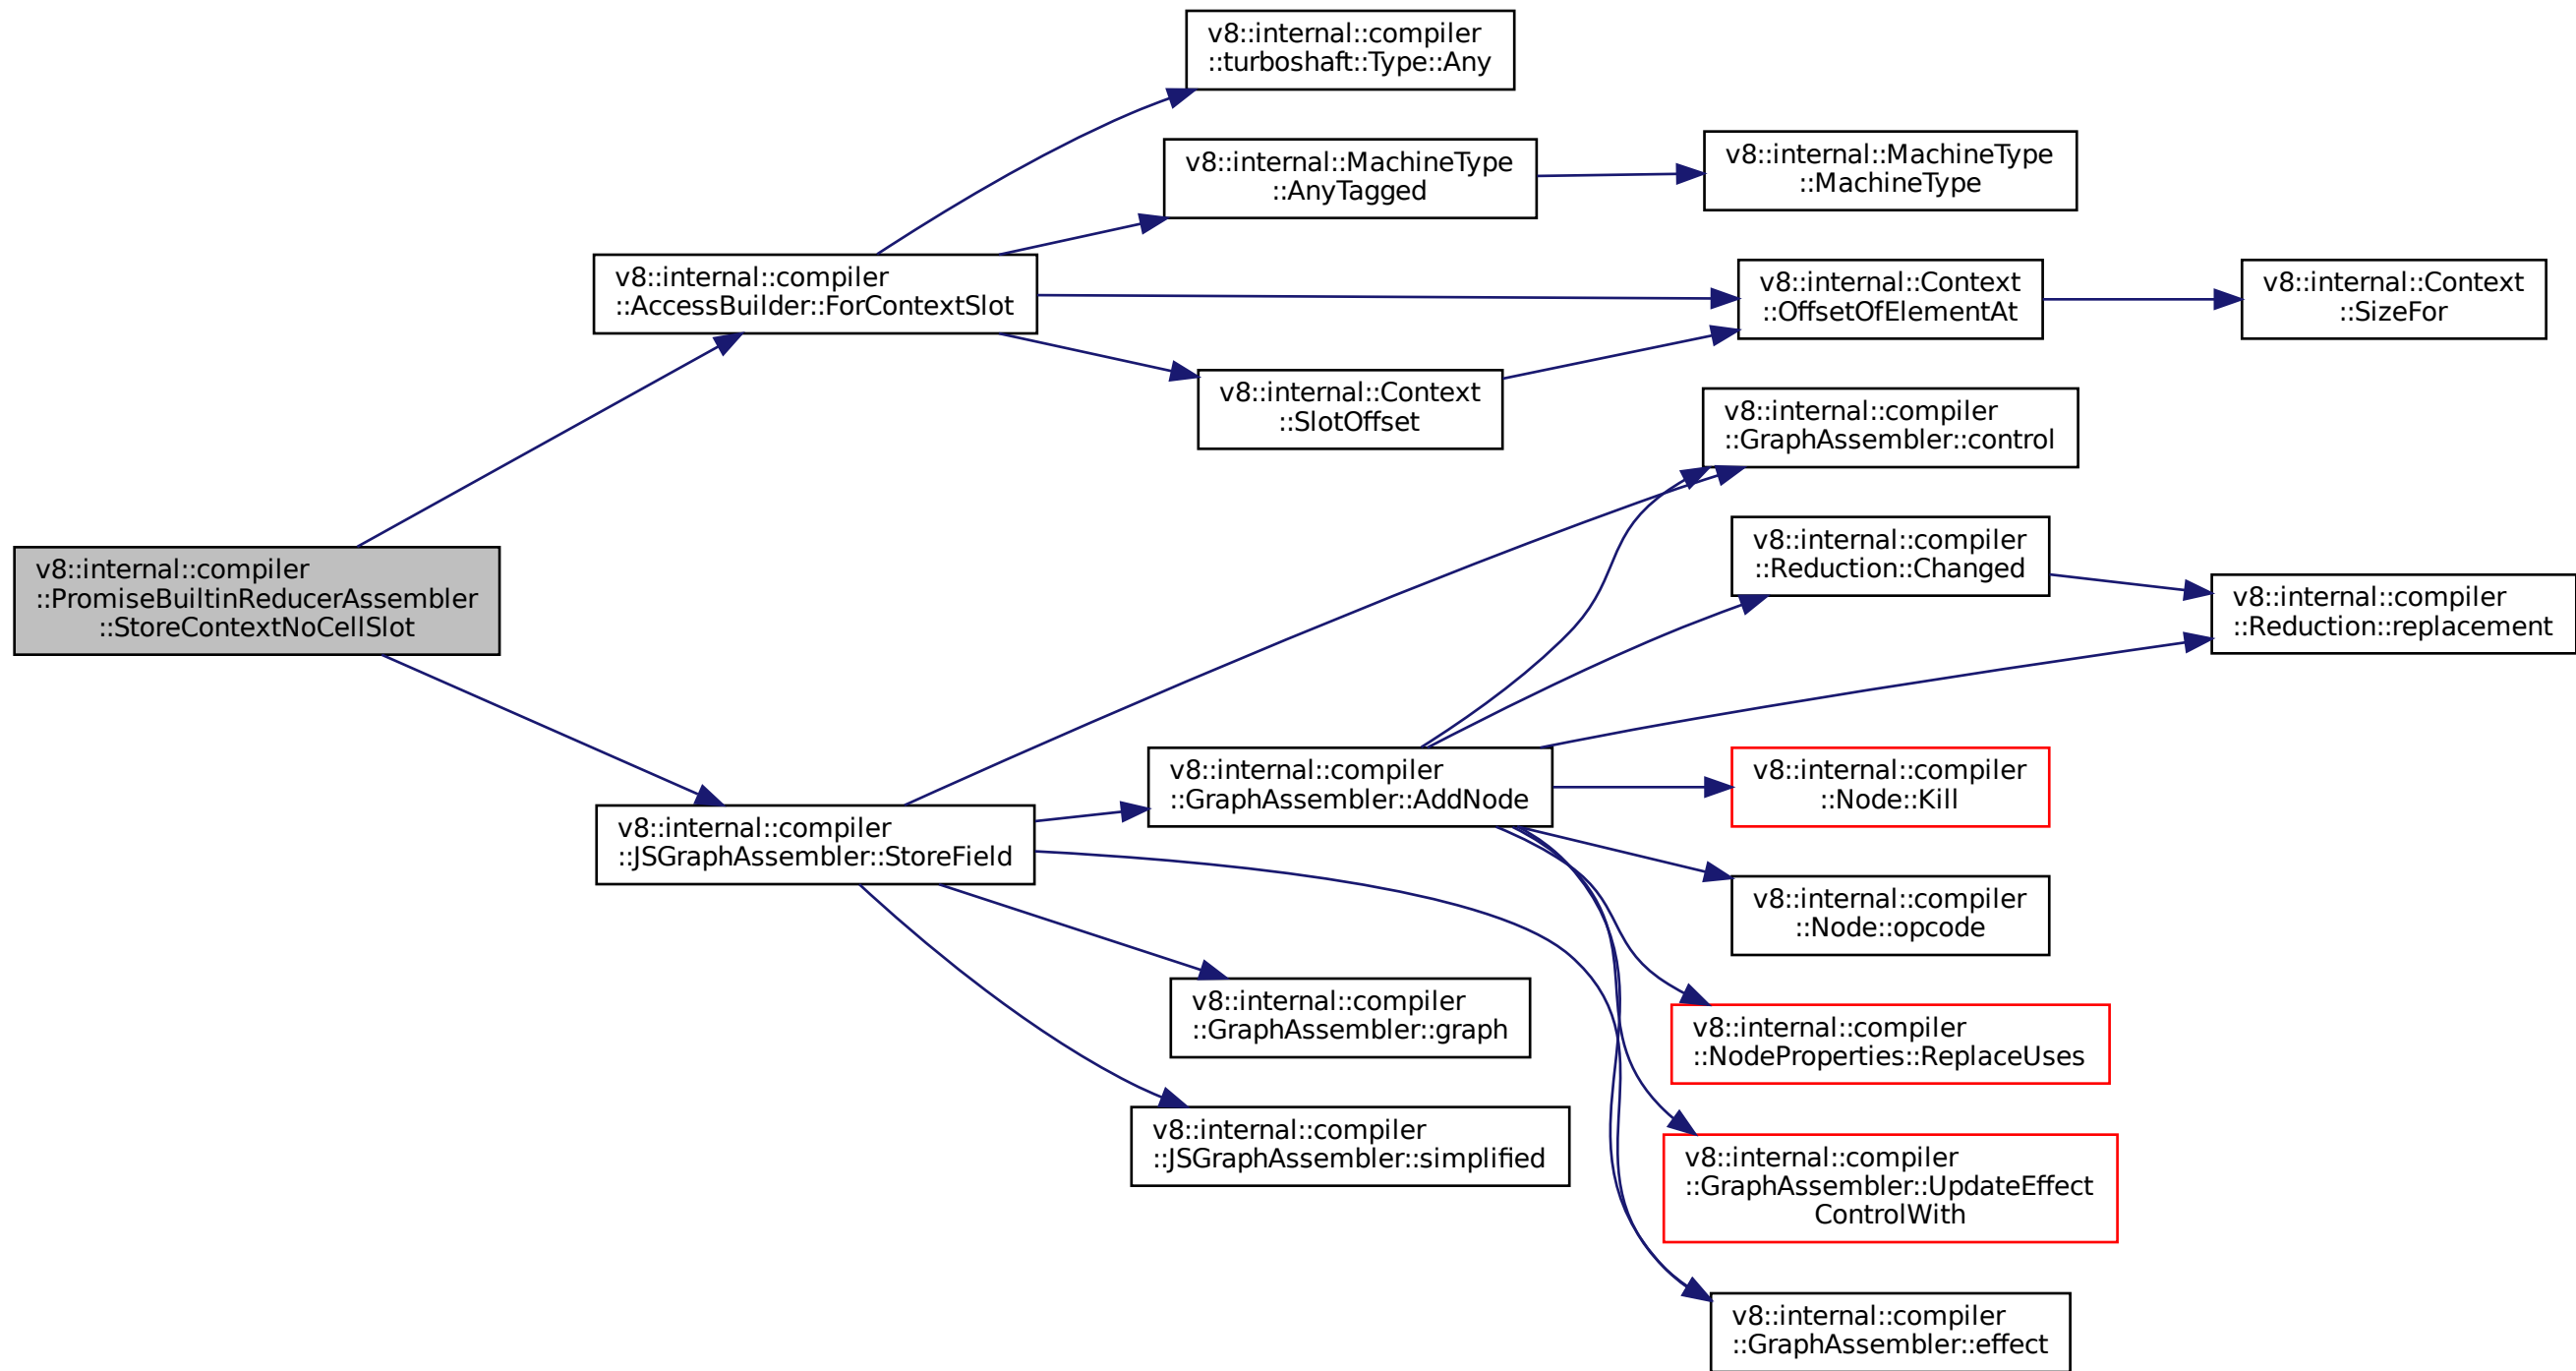 v8::internal::compiler
::turboshaft::Type::Any
v8::internal::MachineType
::AnyTagged
v8::internal::MachineType
::MachineType
v8::internal::compiler
::AccessBuilder::ForContextSlot
v8::internal::Context
::OffsetOfElementAt
v8::internal::Context
::SizeFor
v8::internal::Context
::SlotOffset
v8::internal::compiler
::GraphAssembler::control
v8::internal::compiler
::PromiseBuiltinReducerAssembler
::StoreContextNoCellSlot
v8::internal::compiler
::Reduction::Changed
v8::internal::compiler
::Reduction::replacement
v8::internal::compiler
::JSGraphAssembler::StoreField
v8::internal::compiler
::GraphAssembler::AddNode
v8::internal::compiler
::Node::Kill
v8::internal::compiler
::Node::opcode
v8::internal::compiler
::GraphAssembler::graph
v8::internal::compiler
::NodeProperties::ReplaceUses
v8::internal::compiler
::JSGraphAssembler::simplified
v8::internal::compiler
::GraphAssembler::UpdateEffect
ControlWith
v8::internal::compiler
::GraphAssembler::effect